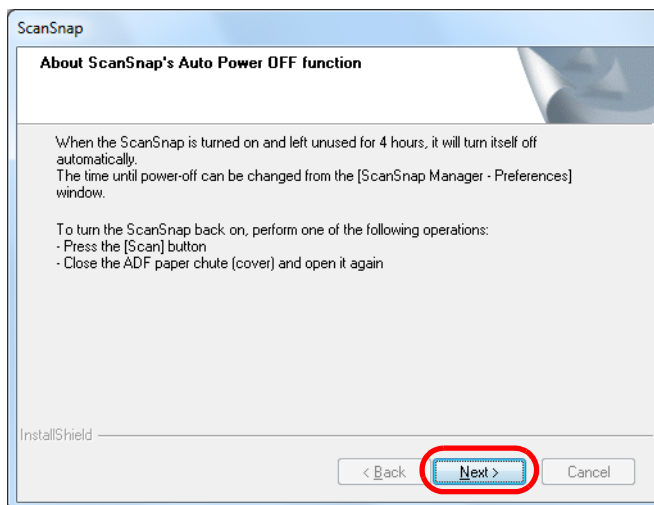 ScanSnap
About ScanSnap's Auto Power OFF function
When the ScanSnap is turned on and left unused for 4 hours, it will turn itself off
automatically.
The time until power-off can be changed from the [ScanSnap Manager - Preferences]
window.
To turn the ScanSnap back on, perform one of the following operations:
- Press the [Scan] button
- Close the ADF paper chute (cover) and open it again
InstallShield
< Back Next > Cancel